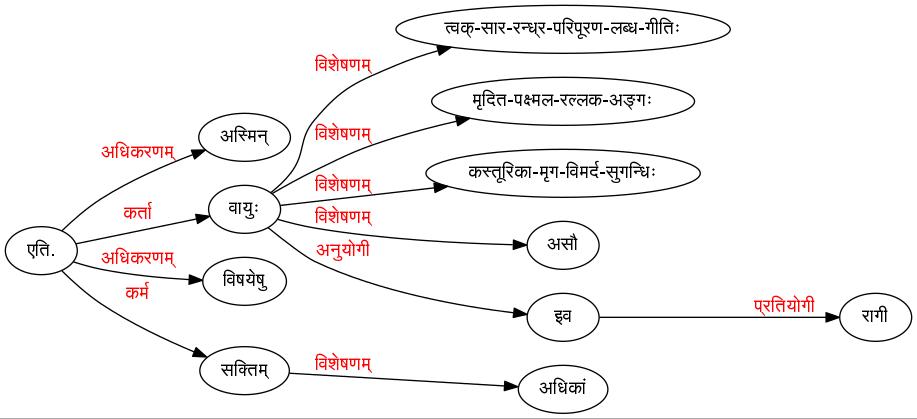 त्वक्-सार-रन्ध्र-परिपूरण-लब्ध-गीतिः
विशेषणम्
मृदित-पक्ष्मल-रल्लक-अङ्गः
विशेषणम्
अस्मिन्
अधिकरणम्
कस्तूरिका-मृग-विमर्द-सुगन्धिः
विशेषणम्
वायुः
कर्ता
विशेषणम्
असौ
एति.
अनुयोगी
अधिकरणम्
विषयेषु
कर्म
इव
प्रतियोगी
रागी
सक्तिम्
विशेषणम्
अधिकां